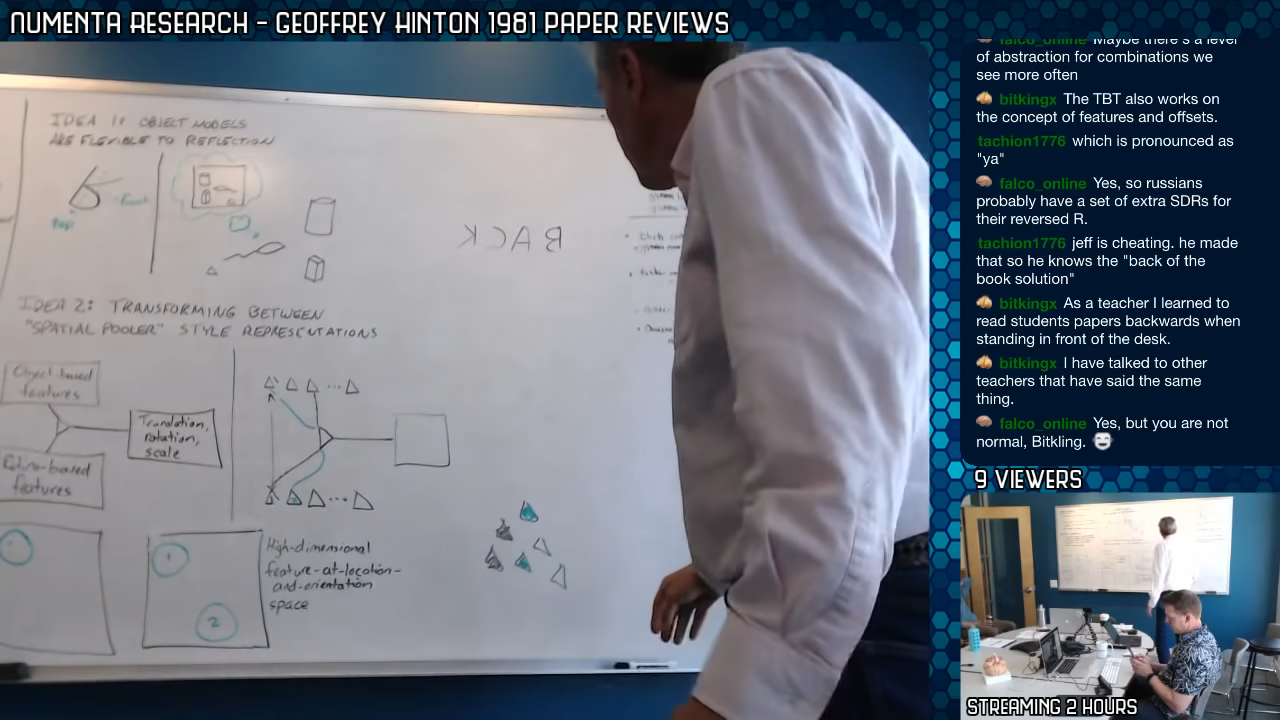 NUMENTA RESEARCH - GEOFFREY HINTON 1981 PAPER REVIEWS
IDEA 1: OBJECT MODELS
ARE FLEXIBLE TO REFLECTION
top
front
BACK
IDEA 2: TRANSFORMING BETWEEN
"SPATIAL POOLER" STYLE REPRESENTATIONS
Object-based
features
Translation,
rotation,
scale
Retina-based
features
1
2
High-dimensional
feature-at-location-
and-orientation
space
falco_online Maybe there's a level
of abstraction for combinations we
see more often
bitkingx The TBT also works on
the concept of features and offsets.
tachion1776 which is pronounced as
"ya"
falco_online Yes, so russians
probably have a set of extra SDRs for
their reversed R.
tachion1776 jeff is cheating. he made
that so he knows the "back of the
book solution"
bitkingx As a teacher I learned to
read students papers backwards when
standing in front of the desk.
bitkingx I have talked to other
teachers that have said the same
thing.
falco_online Yes, but you are not
normal, Bitkling.
9 VIEWERS
STREAMING 2 HOURS